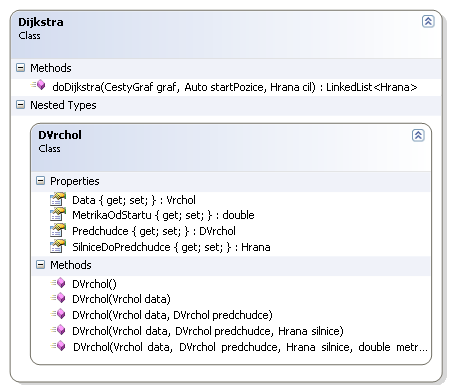 Dijkstra
Class
Methods
doDijkstra(CestyGraf graf, Auto startPozice, Hrana cil) : LinkedList<Hrana>
Nested Types
DVrchol
Class
Properties
Data { get; set; } : Vrchol
MetrikaOdStartu { get; set; } : double
Predchudce { get; set; } : DVrchol
SilniceDoPredchudce { get; set; } : Hrana
Methods
DVrchol()
DVrchol(Vrchol data)
DVrchol(Vrchol data, DVrchol predchudce)
DVrchol(Vrchol data, DVrchol predchudce, Hrana silnice)
DVrchol(Vrchol data, DVrchol predchudce, Hrana silnice, double metr...